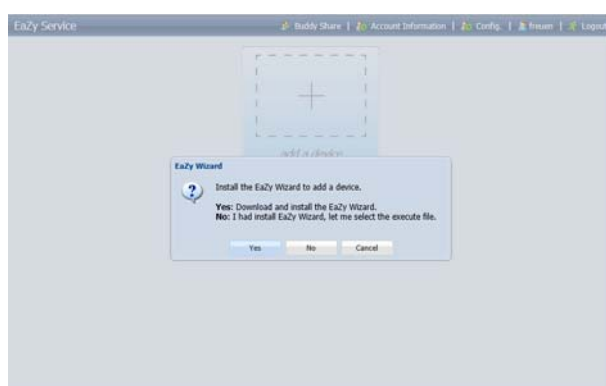 EaZy Service
Buddy Share | Account Information | Config. | freuen | Logout
add a device
EaZy Wizard
Install the EaZy Wizard to add a device.
Yes: Download and install the EaZy Wizard.
No: I had install EaZy Wizard, let me select the execute file.
Yes No Cancel